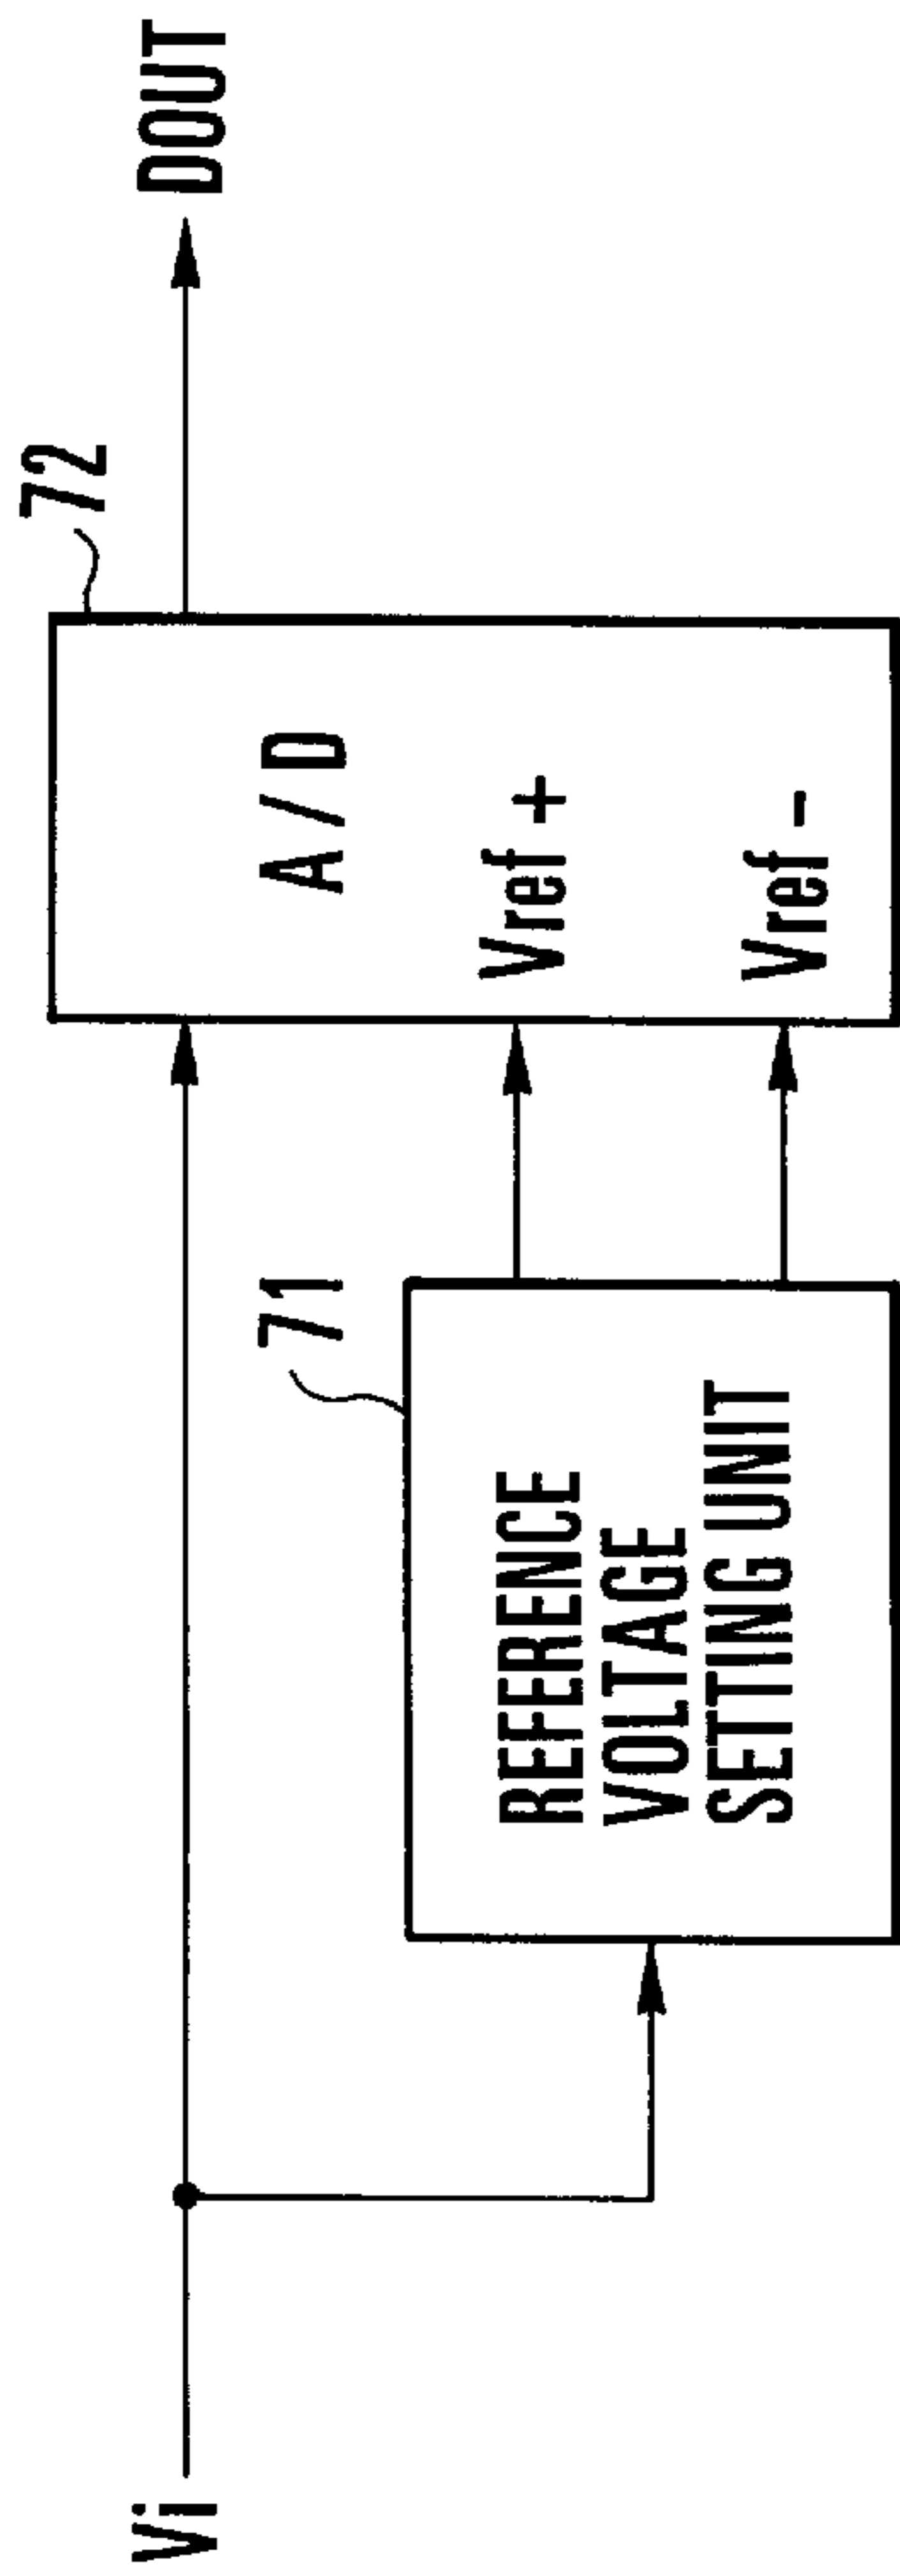 Vi
71
REFERENCE
VOLTAGE
SETTING UNIT
72
A / D
Vref +
Vref -
DOUT